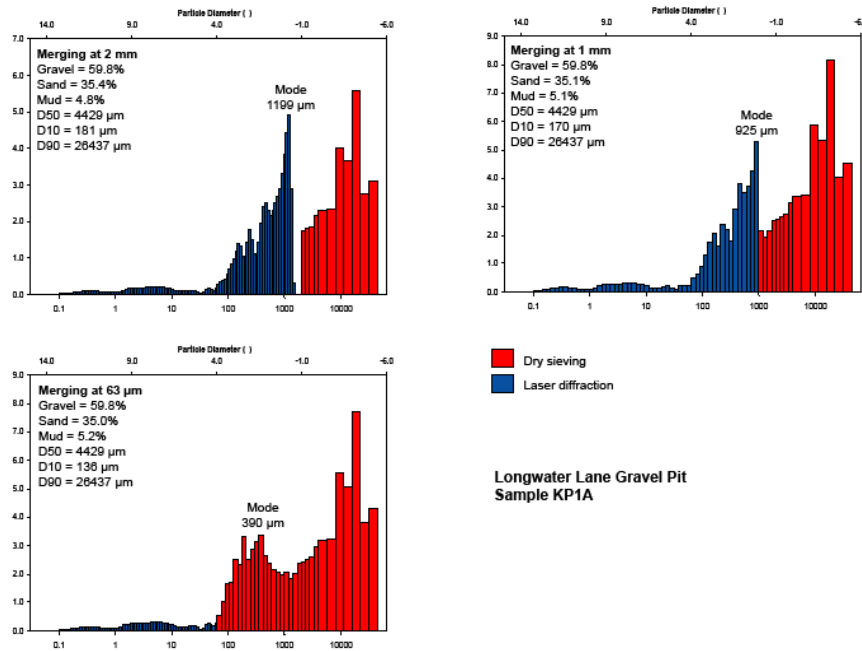 Particle Diameter ( )
14.0 9.0 4.0 -1.0 -6.0
7.0
6.0
5.0
4.0
3.0
2.0
1.0
0.0
Merging at 2 mm
Gravel = 59.8%
Sand = 35.4%
Mud = 4.8%
D50 = 4429 µm
D10 = 181 µm
D90 = 26437 µm
Mode
1199 µm
0.1 1 10 100 1000 10000
Particle Diameter ( )
14.0 9.0 4.0 -1.0 -6
9.0
8.0
7.0
6.0
5.0
4.0
3.0
2.0
1.0
0.0
Merging at 1 mm
Gravel = 59.8%
Sand = 35.1%
Mud = 5.1%
D50 = 4429 µm
D10 = 170 µm
D90 = 26437 µm
Mode
925 µm
0.1 1 10 100 1000 10000
Particle Diameter ( )
14.0 9.0 4.0 -1.0 -6.0
9.0
8.0
7.0
6.0
5.0
4.0
3.0
2.0
1.0
0.0
Merging at 63 µm
Gravel = 59.8%
Sand = 35.0%
Mud = 5.2%
D50 = 4429 µm
D10 = 136 µm
D90 = 26437 µm
Mode
390 µm
0.1 1 10 100 1000 10000
Dry sieving
Laser diffraction
Longwater Lane Gravel Pit
Sample KP1A